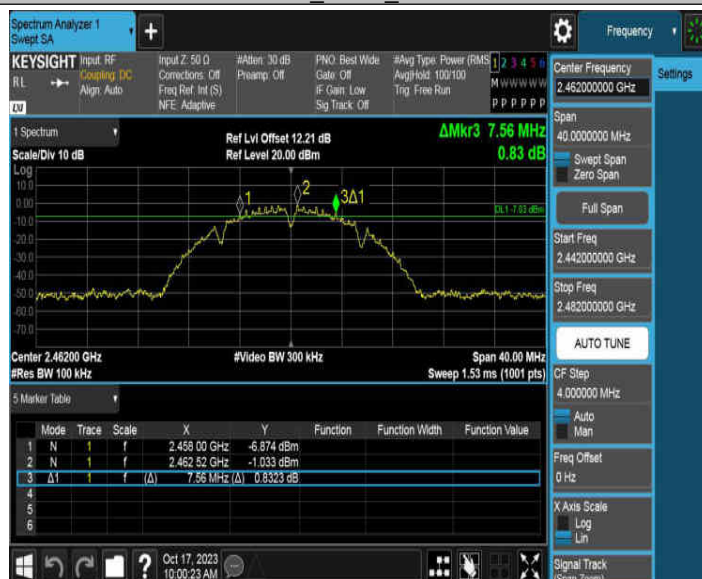 Spectrum Analyzer 1
Swept SA
+
Frequency
KEYSIGHT
RL
LXI
Input: RF
Coupling: DC
Align: Auto
Input Z: 50 Ω
Corrections: Off
Freq Ref: Int (S)
NFE: Adaptive
#Atten: 30 dB
Preamp: Off
PNO: Best Wide
Gate: Off
IF Gain: Low
Sig Track: Off
#Avg Type: Power (RMS
Avg|Hold: 100/100
Trig: Free Run
1 2 3 4 5 6
M W W W W W
P P P P P P
Center Frequency
2.462000000 GHz
Settings
Span
40.0000000 MHz
Swept Span
Zero Span
Full Span
Start Freq
2.442000000 GHz
Stop Freq
2.482000000 GHz
AUTO TUNE
CF Step
4.000000 MHz
Auto
Man
Freq Offset
0 Hz
X Axis Scale
Log
Lin
Signal Track
(Span Zoom)
1 Spectrum
Scale/Div 10 dB
Ref Lvl Offset 12.21 dB
Ref Level 20.00 dBm
ΔMkr3 7.56 MHz
0.83 dB
Log
10.0
0.00
-10.0
-20.0
-30.0
-40.0
-50.0
-60.0
-70.0
1
2
3Δ1
DL1 -7.03 dBm
Center 2.46200 GHz
#Res BW 100 kHz
#Video BW 300 kHz
Span 40.00 MHz
Sweep 1.53 ms (1001 pts)
5 Marker Table
Mode Trace Scale X Y Function Function Width Function Value
1 N 1 f 2.458 00 GHz -6.874 dBm
2 N 1 f 2.462 52 GHz -1.033 dBm
3 Δ1 1 f (Δ) 7.56 MHz (Δ) 0.8323 dB
4
5
6
?
Oct 17, 2023
10:00:23 AM